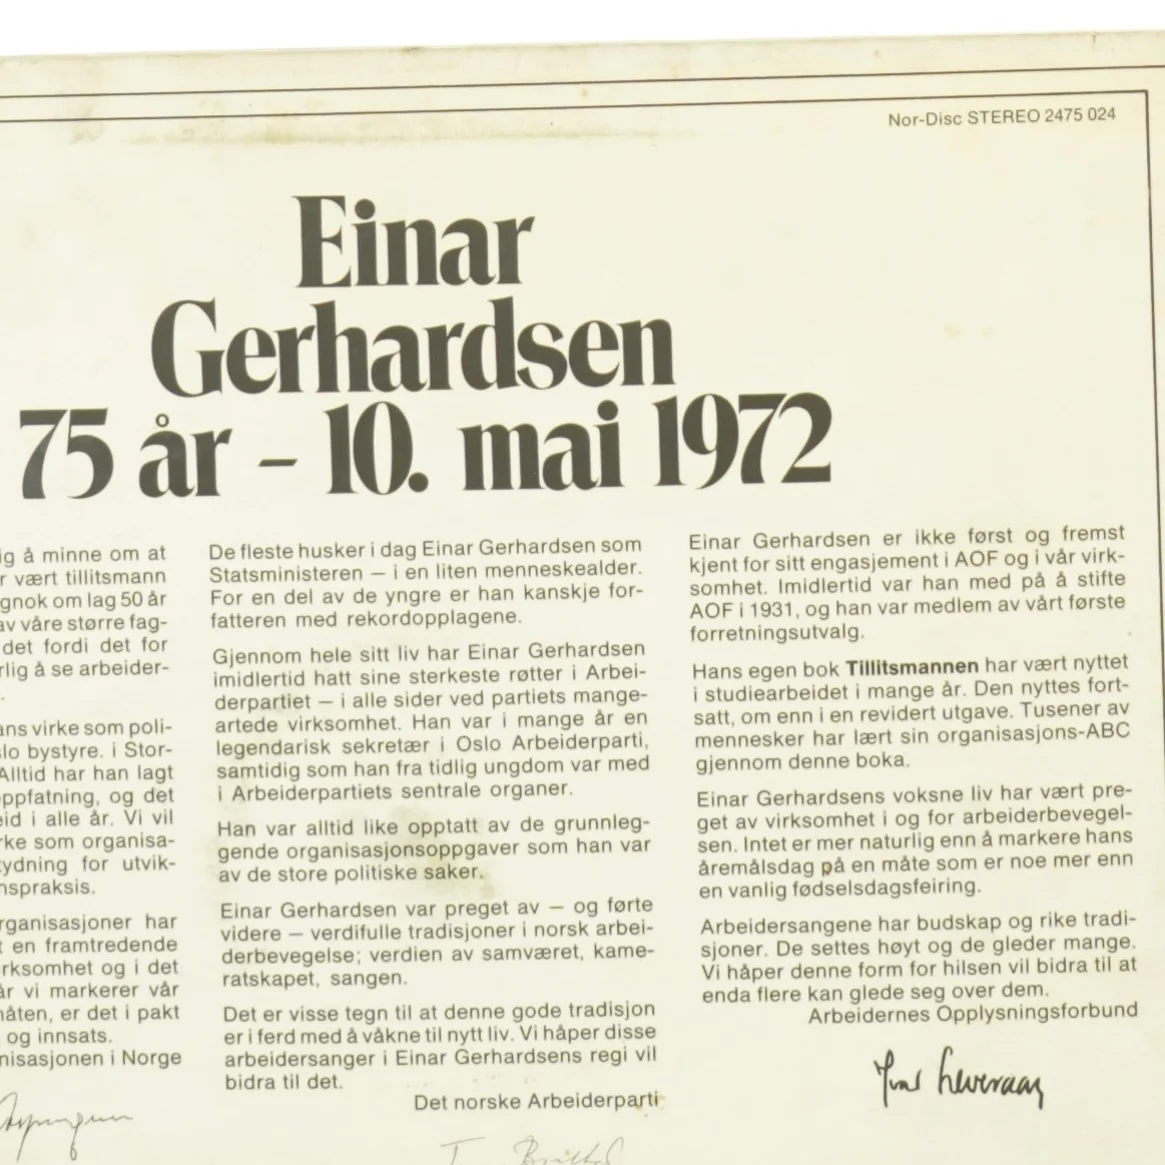 Nor-Disc STEREO 2475 024
Einar
Gerhardsen
75 år – 10. mai 1972
ig å minne om at
r vært tillitsmann
gnok om lag 50 år
av våre større fag-
det fordi det for
rlig å se arbeider-
.
ans virke som poli-
slo bystyre. i Stor-
Alltid har han lagt
ppfatning, og det
eid i alle år. Vi vil
rke som organisa-
tydning for utvik-
nspraksis.
rganisasjoner har
t en framtredende
rksomhet og i det
år vi markerer vår
måten, er det i pakt
og innsats.
nisasjonen i Norge
De fleste husker i dag Einar Gerhardsen som
Statsministeren – i en liten menneskealder.
For en del av de yngre er han kanskje for-
fatteren med rekordopplagene.
Gjennom hele sitt liv har Einar Gerhardsen
imidlertid hatt sine sterkeste røtter i Arbei-
derpartiet – i alle sider ved partiets mange-
artede virksomhet. Han var i mange år en
legendarisk sekretær i Oslo Arbeiderparti,
samtidig som han fra tidlig ungdom var med
i Arbeiderpartiets sentrale organer.
Han var alltid like opptatt av de grunnleg-
gende organisasjonsoppgaver som han var
av de store politiske saker.
Einar Gerhardsen var preget av – og førte
videre – verdifulle tradisjoner i norsk arbei-
derbevegelse; verdien av samværet, kame-
ratskapet, sangen.
Det er visse tegn til at denne gode tradisjon
er i ferd med å våkne til nytt liv. Vi håper disse
arbeidersanger i Einar Gerhardsens regi vil
bidra til det.
Det norske Arbeiderparti
Einar Gerhardsen er ikke først og fremst
kjent for sitt engasjement i AOF og i vår virk-
somhet. Imidlertid var han med på å stifte
AOF i 1931, og han var medlem av vårt første
forretningsutvalg.
Hans egen bok Tillitsmannen har vært nyttet
i studiearbeidet i mange år. Den nyttes fort-
satt, om enn i en revidert utgave. Tusener av
mennesker har lært sin organisasjons-ABC
gjennom denne boka.
Einar Gerhardsens voksne liv har vært pre-
get av virksomhet i og for arbeiderbevegel-
sen. Intet er mer naturlig enn å markere hans
åremålsdag på en måte som er noe mer enn
en vanlig fødselsdagsfeiring.
Arbeidersangene har budskap og rike tradi-
sjoner. De settes høyt og de gleder mange.
Vi håper denne form for hilsen vil bidra til at
enda flere kan glede seg over dem.
Arbeidernes Opplysningsforbund